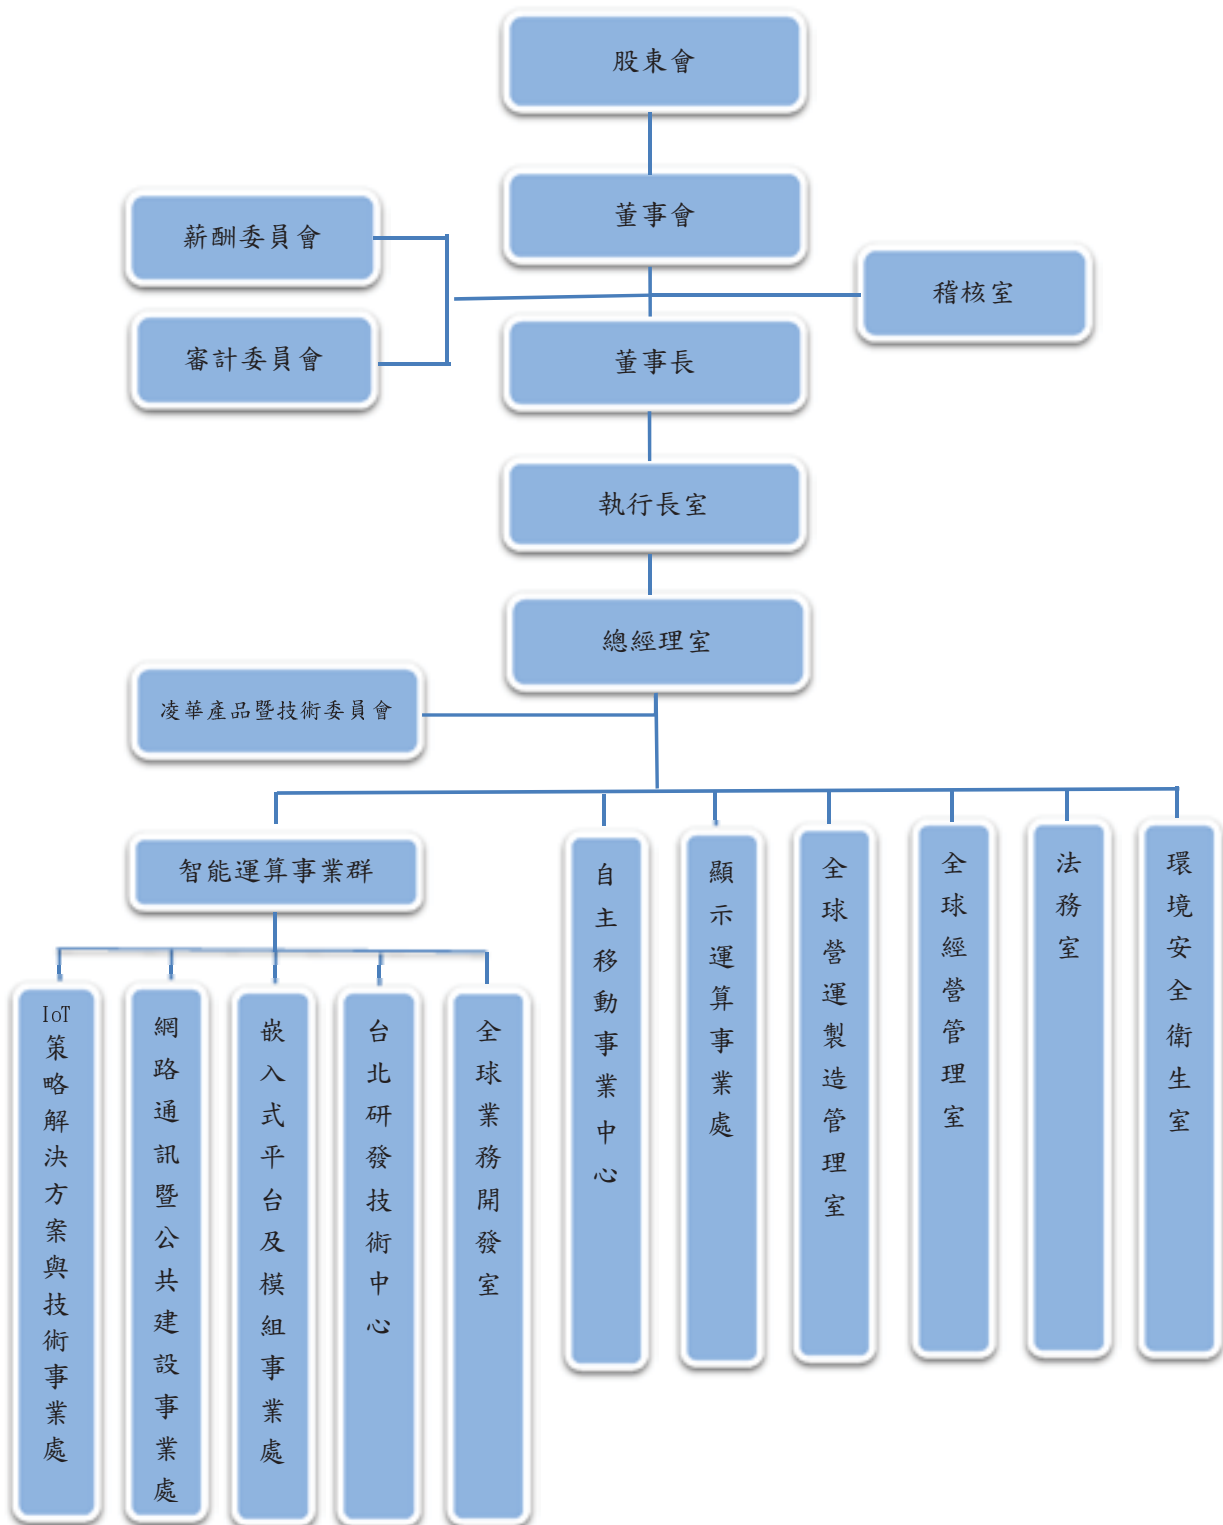 股東會
董事會
薪酬委員會
稽核室
審計委員會
董事長
執行長室
總經理室
凌華產品暨技術委員會
智能運算事業群
自主移動事業中心
顯示運算事業處
全球營運製造管理室
全球經營管理室
法務室
環境安全衛生室
IoT策略解決方案與技術事業處
網路通訊暨公共建設事業處
嵌入式平台及模組事業處
台北研發技術中心
全球業務開發室